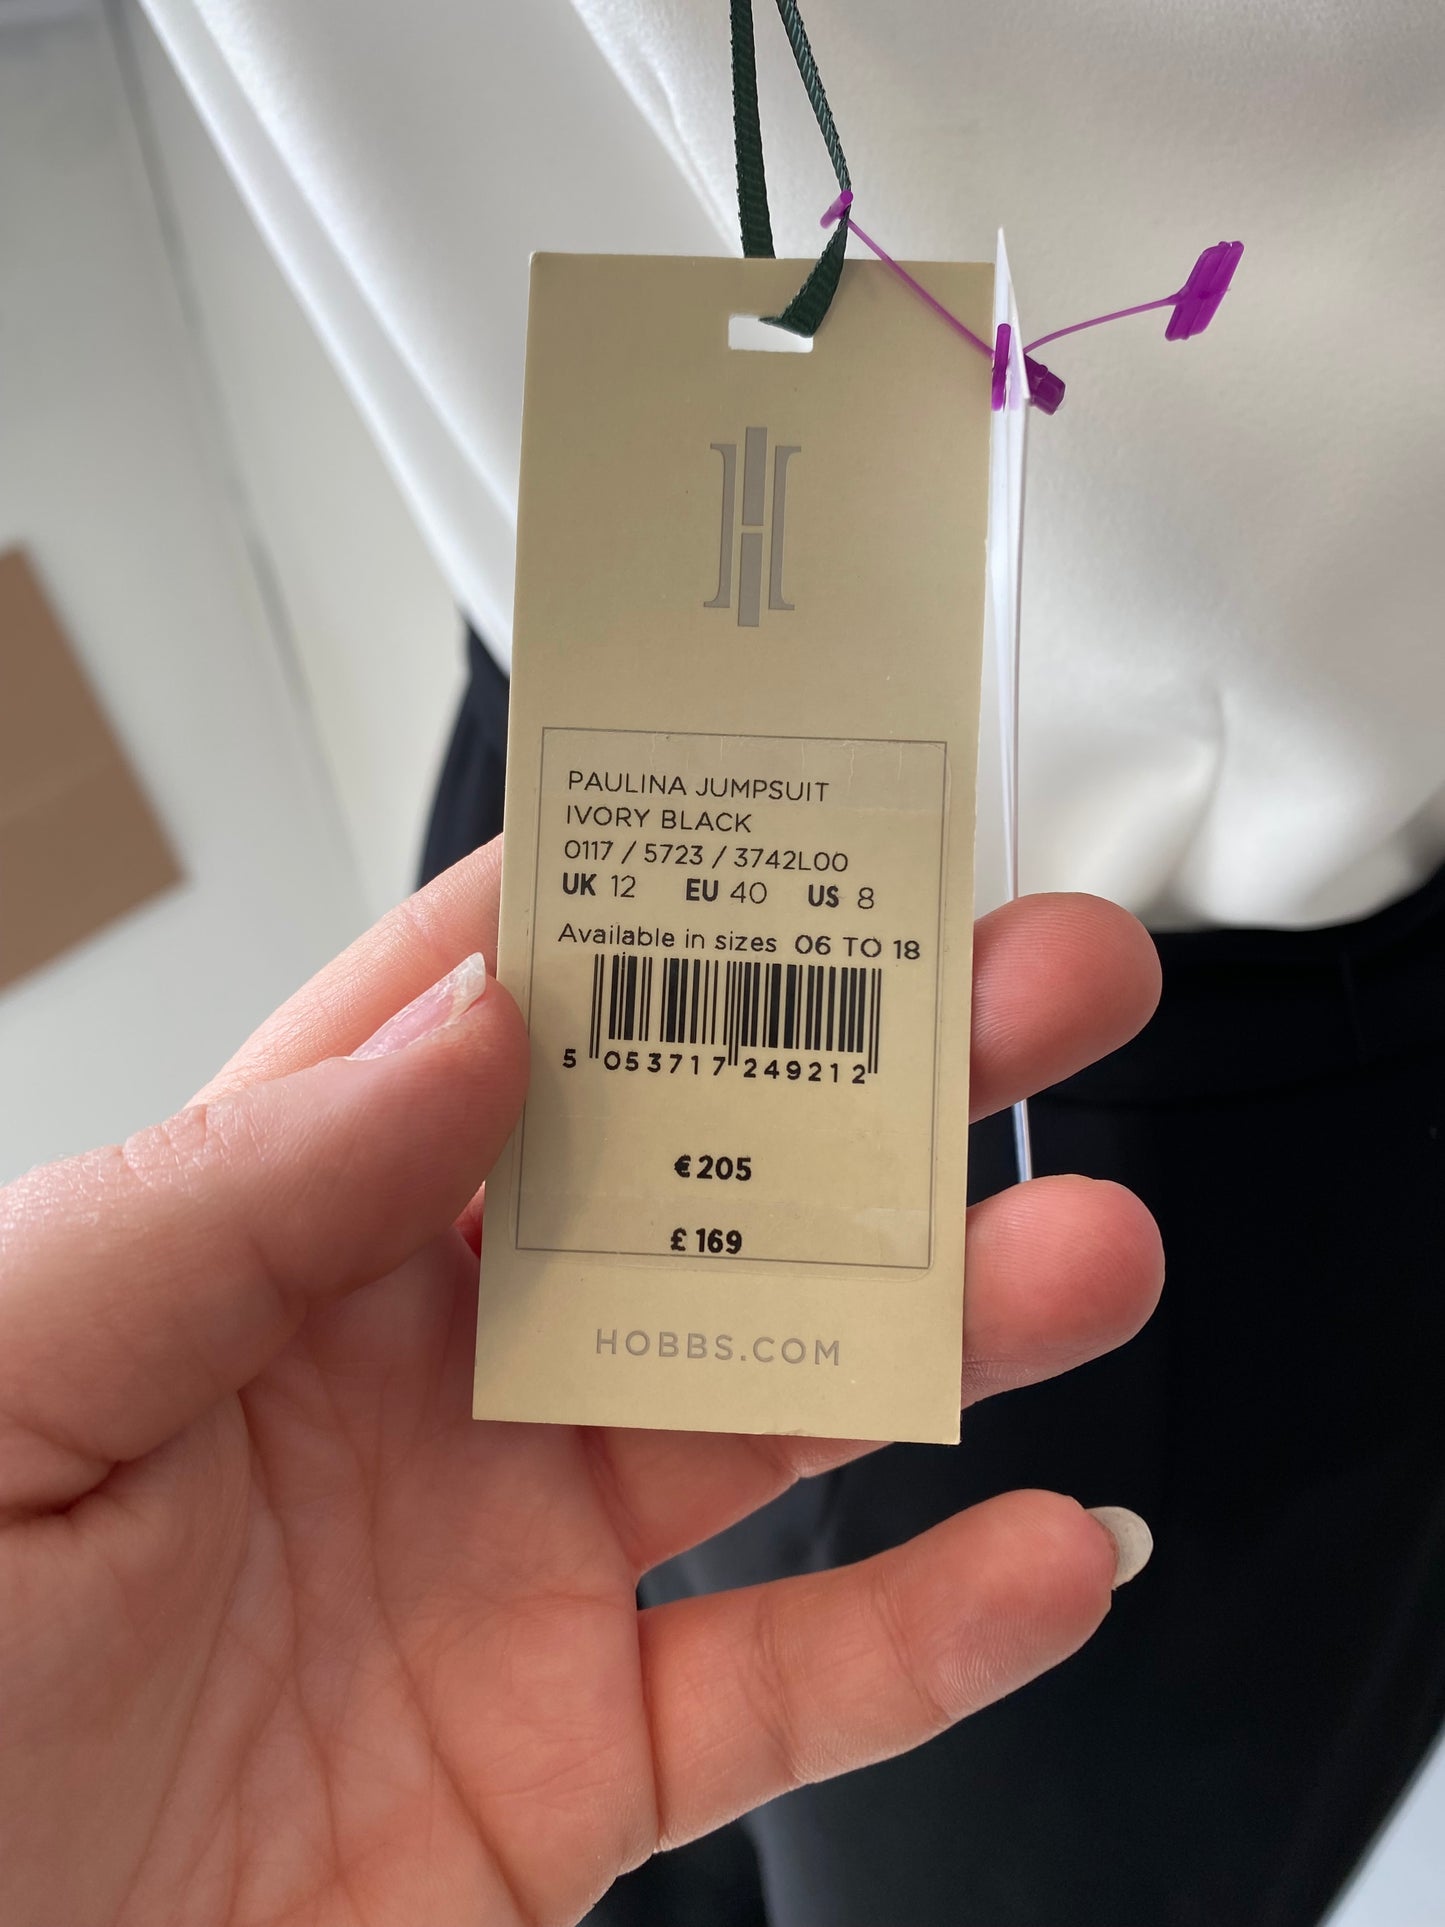 PAULINA JUMPSUIT
IVORY BLACK
0117 / 5723 / 3742L00
UK 12 EU 40 US 8
Available in sizes 06 TO 18
5 053717 249212
€205
£169
HOBBS.COM